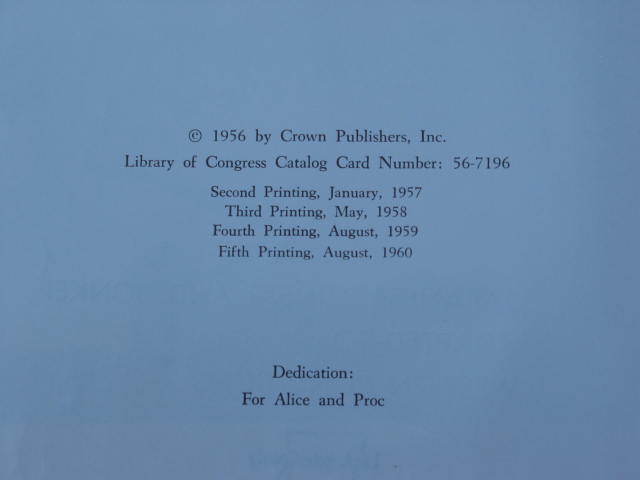 © 1956 by Crown Publishers, Inc.
Library of Congress Catalog Card Number: 56-7196
Second Printing, January, 1957
Third Printing, May, 1958
Fourth Printing, August, 1959
Fifth Printing, August, 1960
Dedication:
For Alice and Proc